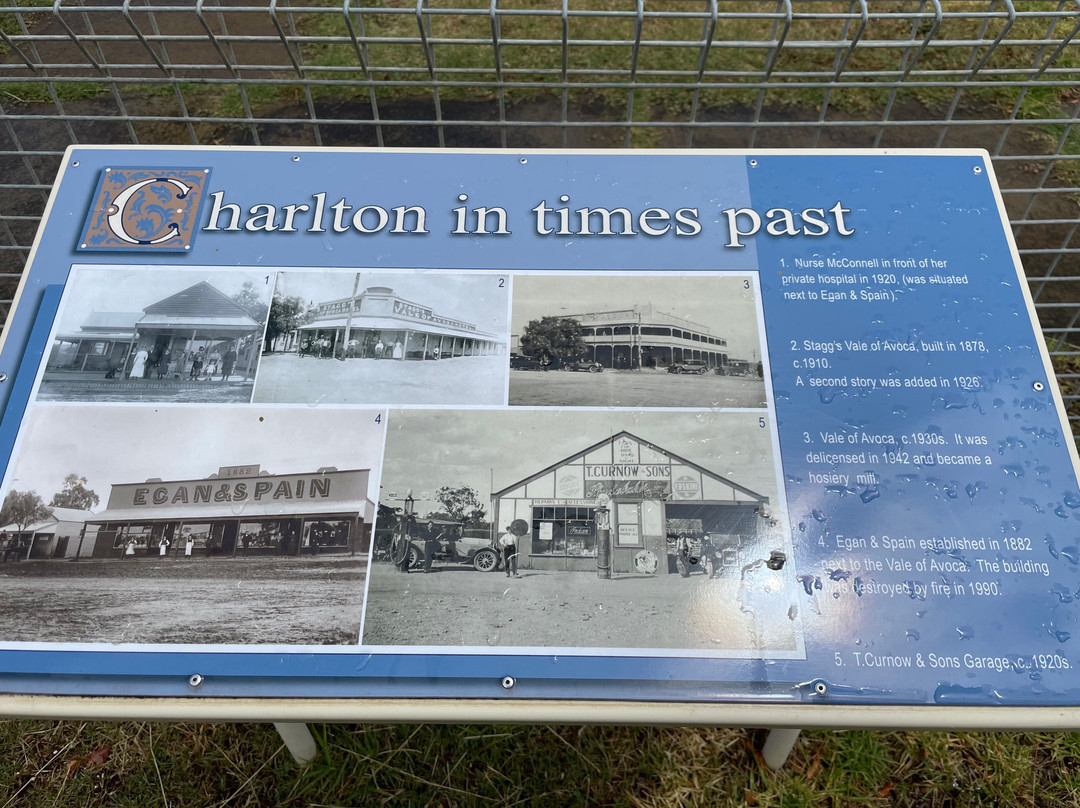 Charlton in times past
1. Nurse McConnell in front of her
private hospital in 1920, (was situated
next to Egan & Spain).
2. Stagg's Vale of Avoca, built in 1878,
c.1910.
A second story was added in 1926.
3. Vale of Avoca, c.1930s. It was
delicensed in 1942 and became a
hosiery mill.
4. Egan & Spain established in 1882
next to the Vale of Avoca. The building
was destroyed by fire in 1990.
5. T.Curnow & Sons Garage, c.1920s.
1
2
3
4
1882
EGAN & SPAIN
5
T.CURNOW & SONS